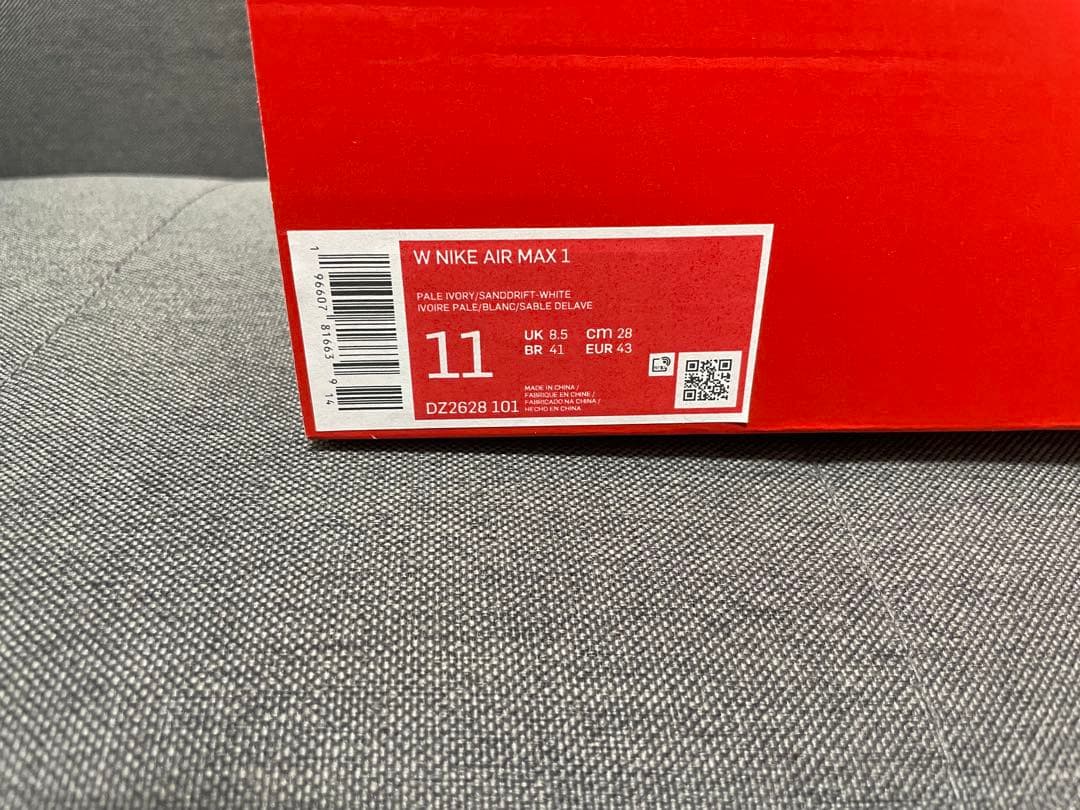 W NIKE AIR MAX 1
PALE IVORY/SANDDRIFT-WHITE
IVOIRE PALE/BLANC/SABLE DELAVE
11
UK 8.5 cm 28
BR 41 EUR 43
MADE IN CHINA /
FABRIQUE EN CHINE /
FABRICADO NA CHINA /
HECHO EN CHINA
DZ2628 101
1 96607 81663 9 14